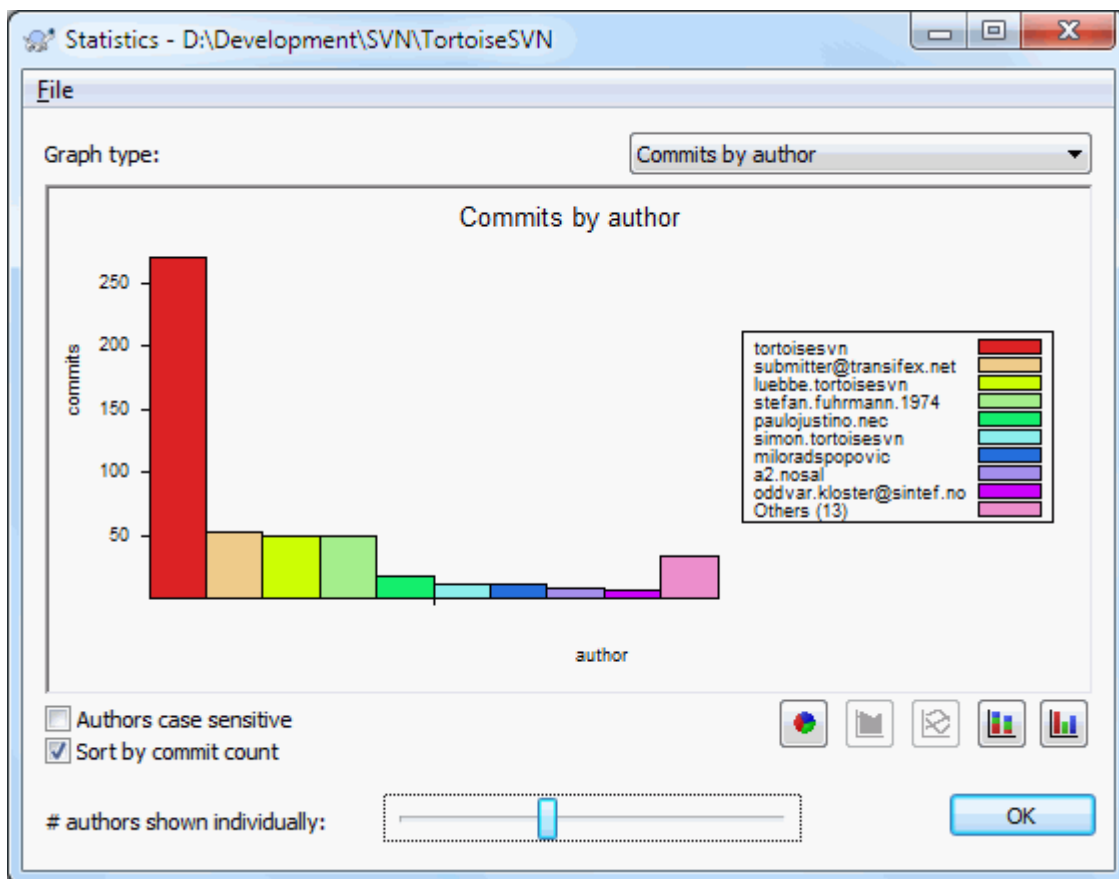 Statistics - D:\Development\SVN\TortoiseSVN
File
Graph type:
Commits by author
Commits by author
250
200
150
100
50
commits
author
tortoisesvn
submitter@transifex.net
luebbe.tortoisesvn
stefan.fuhrmann.1974
paulojustino.nec
simon.tortoisesvn
miloradspopovic
a2.nosal
oddvar.kloster@sintef.no
Others (13)
Authors case sensitive
Sort by commit count
# authors shown individually:
OK